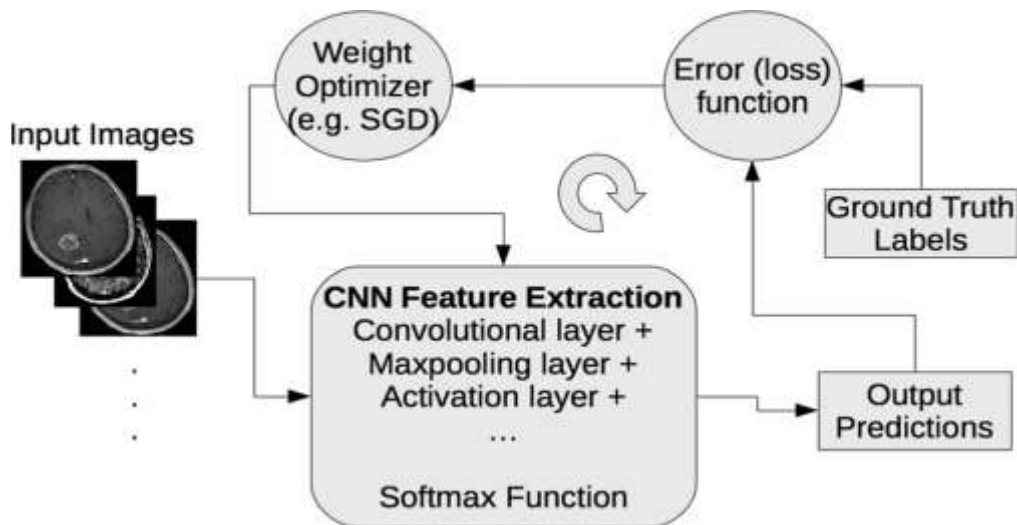 Input Images
Weight
Optimizer
(e.g. SGD)
Error (loss)
function
Ground Truth
Labels
CNN Feature Extraction
Convolutional layer +
Maxpooling layer +
Activation layer +
...
Softmax Function
Output
Predictions